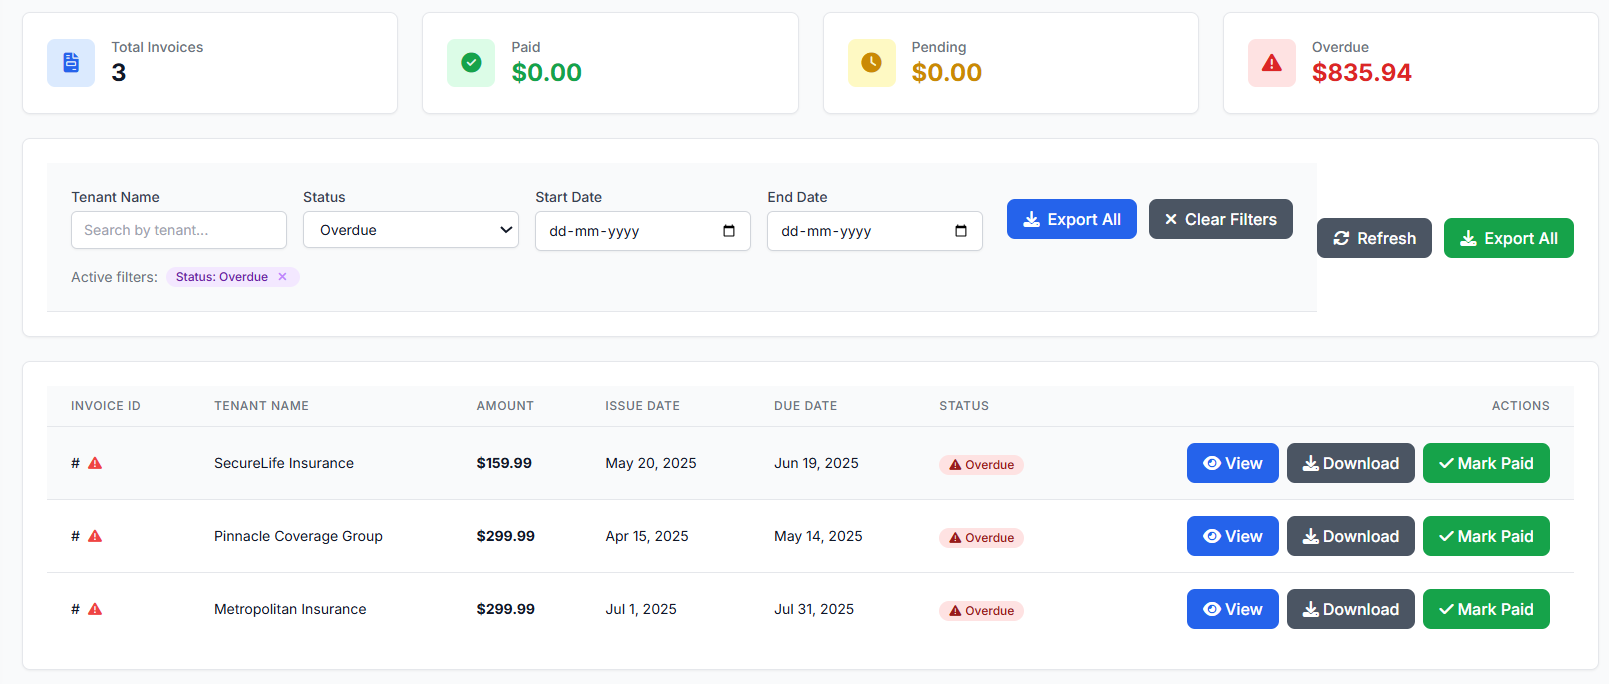 Total Invoices
3
Paid
$0.00
Pending
$0.00
Overdue
$835.94
Tenant Name
Status
Start Date
End Date
Search by tenant...
Overdue
dd-mm-yyyy
dd-mm-yyyy
Export All
Clear Filters
Refresh
Export All
Active filters: Status: Overdue ×
INVOICE ID TENANT NAME AMOUNT ISSUE DATE DUE DATE STATUS ACTIONS
# SecureLife Insurance $159.99 May 20, 2025 Jun 19, 2025 Overdue View Download Mark Paid
# Pinnacle Coverage Group $299.99 Apr 15, 2025 May 14, 2025 Overdue View Download Mark Paid
# Metropolitan Insurance $299.99 Jul 1, 2025 Jul 31, 2025 Overdue View Download Mark Paid